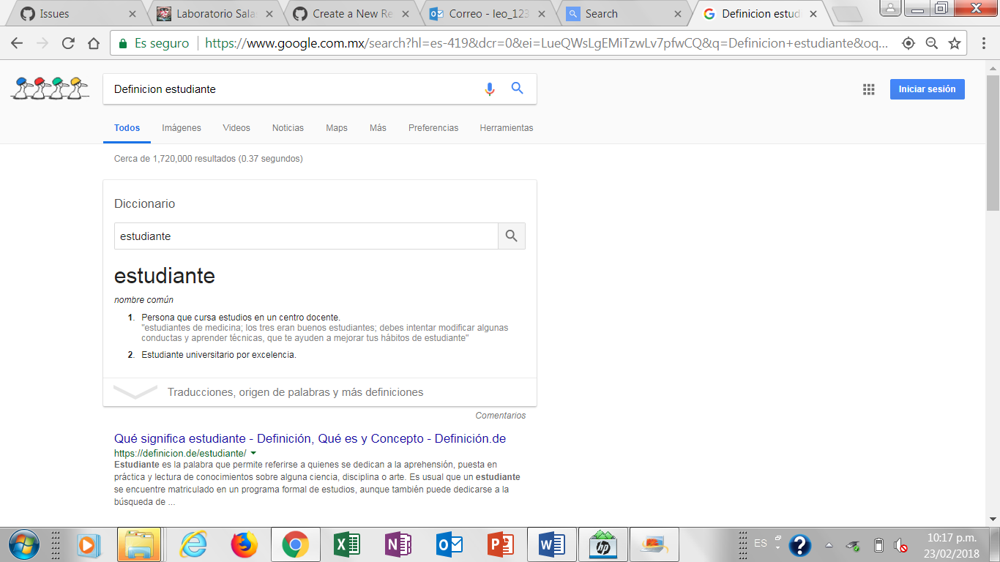 Issues
Laboratorio Sala
Create a New Re
Correo - leo_123
Search
Definicion estudi
Es seguro
https://www.google.com.mx/search?hl=es-419&dcr=0&ei=LueQWsLgEMiTzwLv7pfwCQ&q=Definicion+estudiante&oq...
Definicion estudiante
Iniciar sesión
Todos Imágenes Videos Noticias Maps Más Preferencias Herramientas
Cerca de 1,720,000 resultados (0.37 segundos)
Diccionario
estudiante
estudiante
nombre común
1. Persona que cursa estudios en un centro docente.
"estudiantes de medicina; los tres eran buenos estudiantes; debes intentar modificar algunas
conductas y aprender técnicas, que te ayuden a mejorar tus hábitos de estudiante"
2. Estudiante universitario por excelencia.
Traducciones, origen de palabras y más definiciones
Comentarios
Qué significa estudiante - Definición, Qué es y Concepto - Definición.de
https://definicion.de/estudiante/
Estudiante es la palabra que permite referirse a quienes se dedican a la aprehensión, puesta en
práctica y lectura de conocimientos sobre alguna ciencia, disciplina o arte. Es usual que un estudiante
se encuentre matriculado en un programa formal de estudios, aunque también puede dedicarse a la
búsqueda de ...
ES
10:17 p.m.
23/02/2018